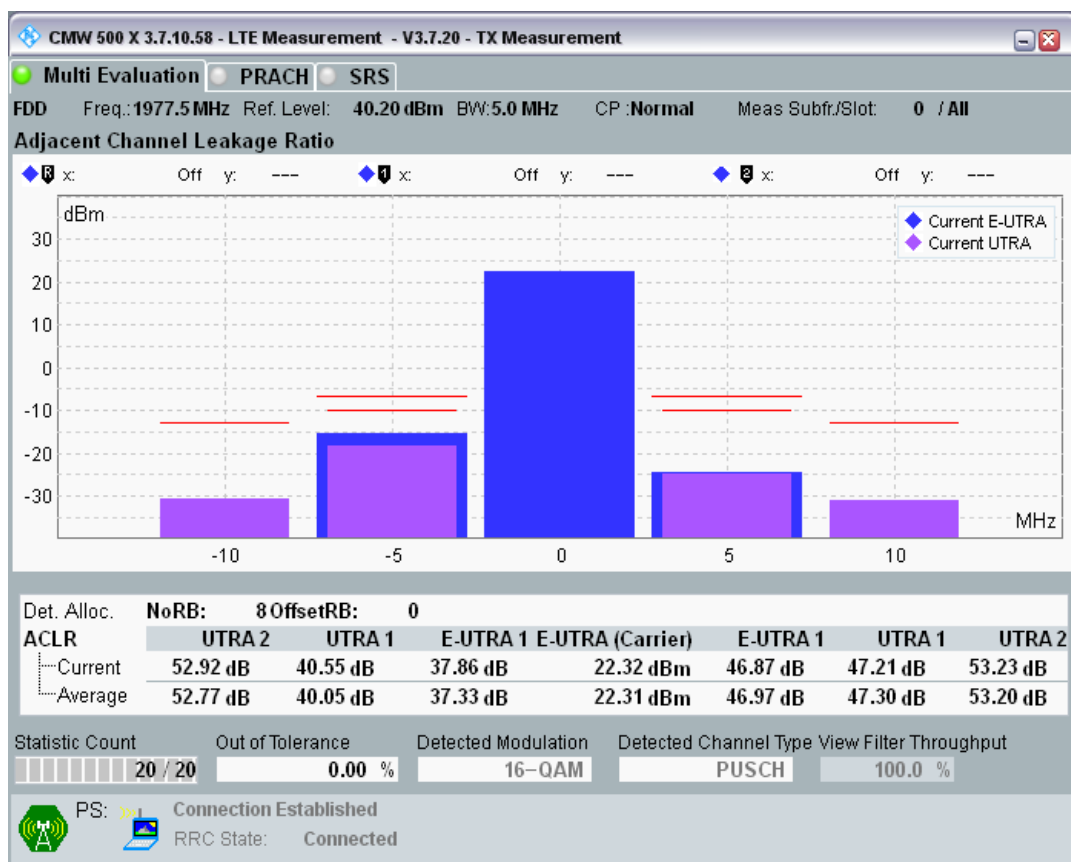 CMW 500 X 3.7.10.58 - LTE Measurement - V3.7.20 - TX Measurement
Multi Evaluation PRACH SRS
FDD Freq.: 1977.5 MHz Ref. Level: 40.20 dBm BW: 5.0 MHz CP : Normal Meas Subfr./Slot: 0 / All
Adjacent Channel Leakage Ratio
R x: Off y: --- 1 x: Off y: --- 2 x: Off y: ---
dBm
Current E-UTRA
Current UTRA
30
20
10
0
-10
-20
-30
MHz
-10 -5 0 5 10
Det. Alloc. NoRB: 8 OffsetRB: 0
ACLR UTRA 2 UTRA 1 E-UTRA 1 E-UTRA (Carrier) E-UTRA 1 UTRA 1 UTRA 2
Current 52.92 dB 40.55 dB 37.86 dB 22.32 dBm 46.87 dB 47.21 dB 53.23 dB
Average 52.77 dB 40.05 dB 37.33 dB 22.31 dBm 46.97 dB 47.30 dB 53.20 dB
Statistic Count Out of Tolerance Detected Modulation Detected Channel Type View Filter Throughput
20 / 20 0.00 % 16-QAM PUSCH 100.0 %
PS: Connection Established
RRC State: Connected